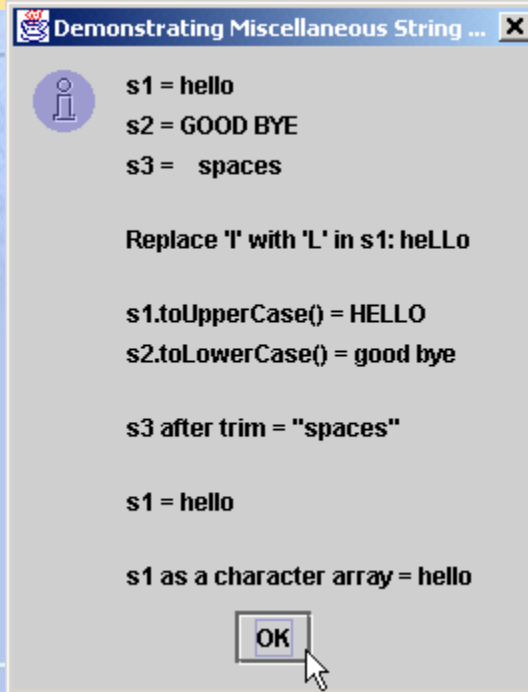 Demonstrating Miscellaneous String ...
s1 = hello
s2 = GOOD BYE
s3 =    spaces
Replace 'l' with 'L' in s1: heLLo
s1.toUpperCase() = HELLO
s2.toLowerCase() = good bye
s3 after trim = "spaces"
s1 = hello
s1 as a character array = hello
OK